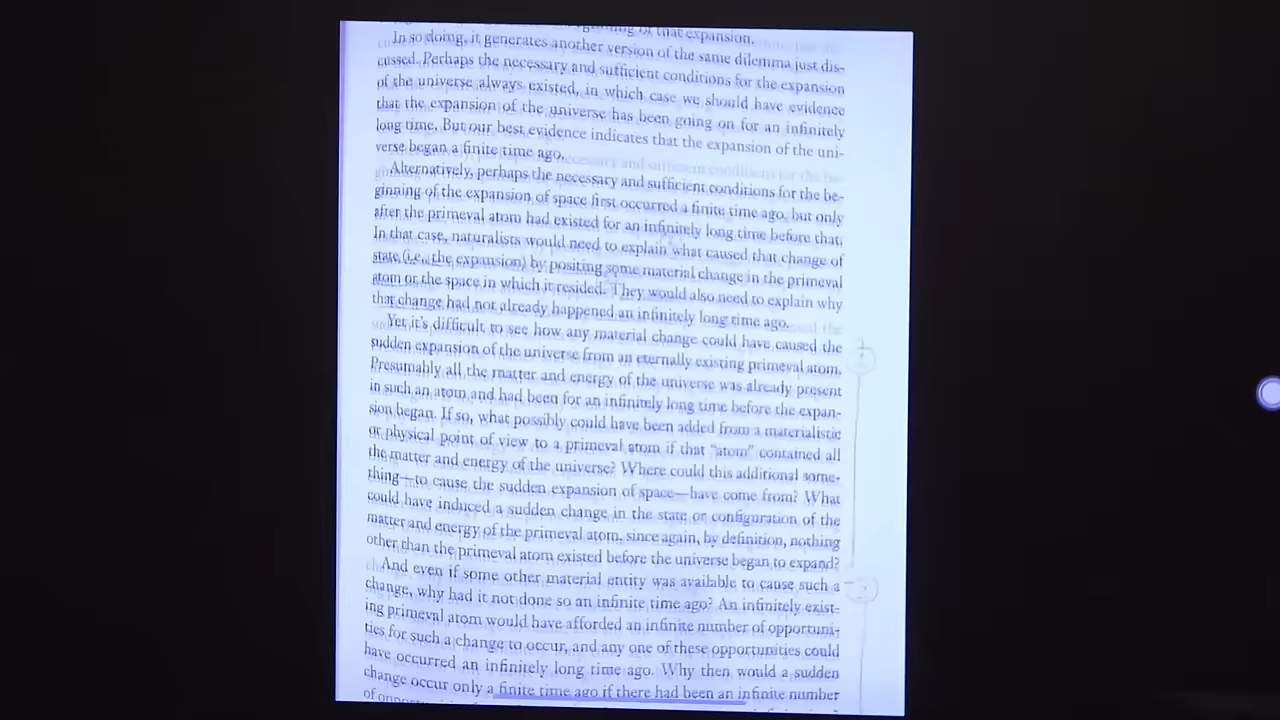 that expansion.
In so doing, it generates another version of the same dilemma just dis-
cussed. Perhaps the necessary and sufficient conditions for the expansion
of the universe always existed, in which case we should have evidence
that the expansion of the universe has been going on for an infinitely
long time. But our best evidence indicates that the expansion of the uni-
verse began a finite time ago.
Alternatively, perhaps the necessary and sufficient conditions for the be-
ginning of the expansion of space first occurred a finite time ago, but only
after the primeval atom had existed for an infinitely long time before that.
In that case, naturalists would need to explain what caused that change of
state (i.e., the expansion) by positing some material change in the primeval
atom or the space in which it resided. They would also need to explain why
that change had not already happened an infinitely long time ago.
Yet it's difficult to see how any material change could have caused the
sudden expansion of the universe from an eternally existing primeval atom.
Presumably all the matter and energy of the universe was already present
in such an atom and had been for an infinitely long time before the expan-
sion began. If so, what possibly could have been added from a materialistic
or physical point of view to a primeval atom if that "atom" contained all
the matter and energy of the universe? Where could this additional some-
thing—to cause the sudden expansion of space—have come from? What
could have induced a sudden change in the state or configuration of the
matter and energy of the primeval atom, since again, by definition, nothing
other than the primeval atom existed before the universe began to expand?
And even if some other material entity was available to cause such a
change, why had it not done so an infinite time ago? An infinitely exist-
ing primeval atom would have afforded an infinite number of opportuni-
ties for such a change to occur, and any one of these opportunities could
have occurred an infinitely long time ago. Why then would a sudden
change occur only a finite time ago if there had been an infinite number
of
1
2